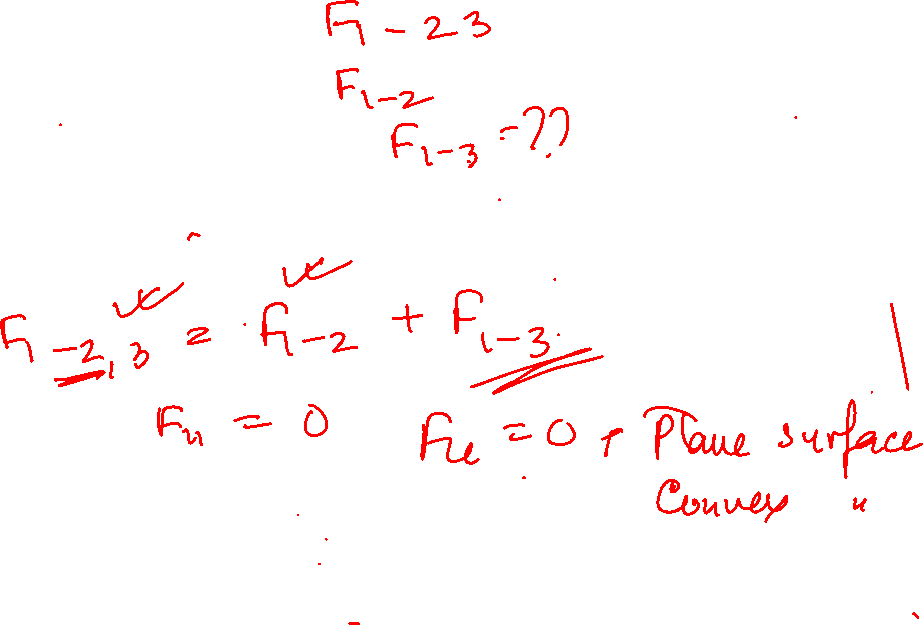 F1-23
F1-2
F1-3 = ??
F1-2,3 = F1-2 + F1-3
F11 = 0 Fii = 0, Plane surface
Convex "